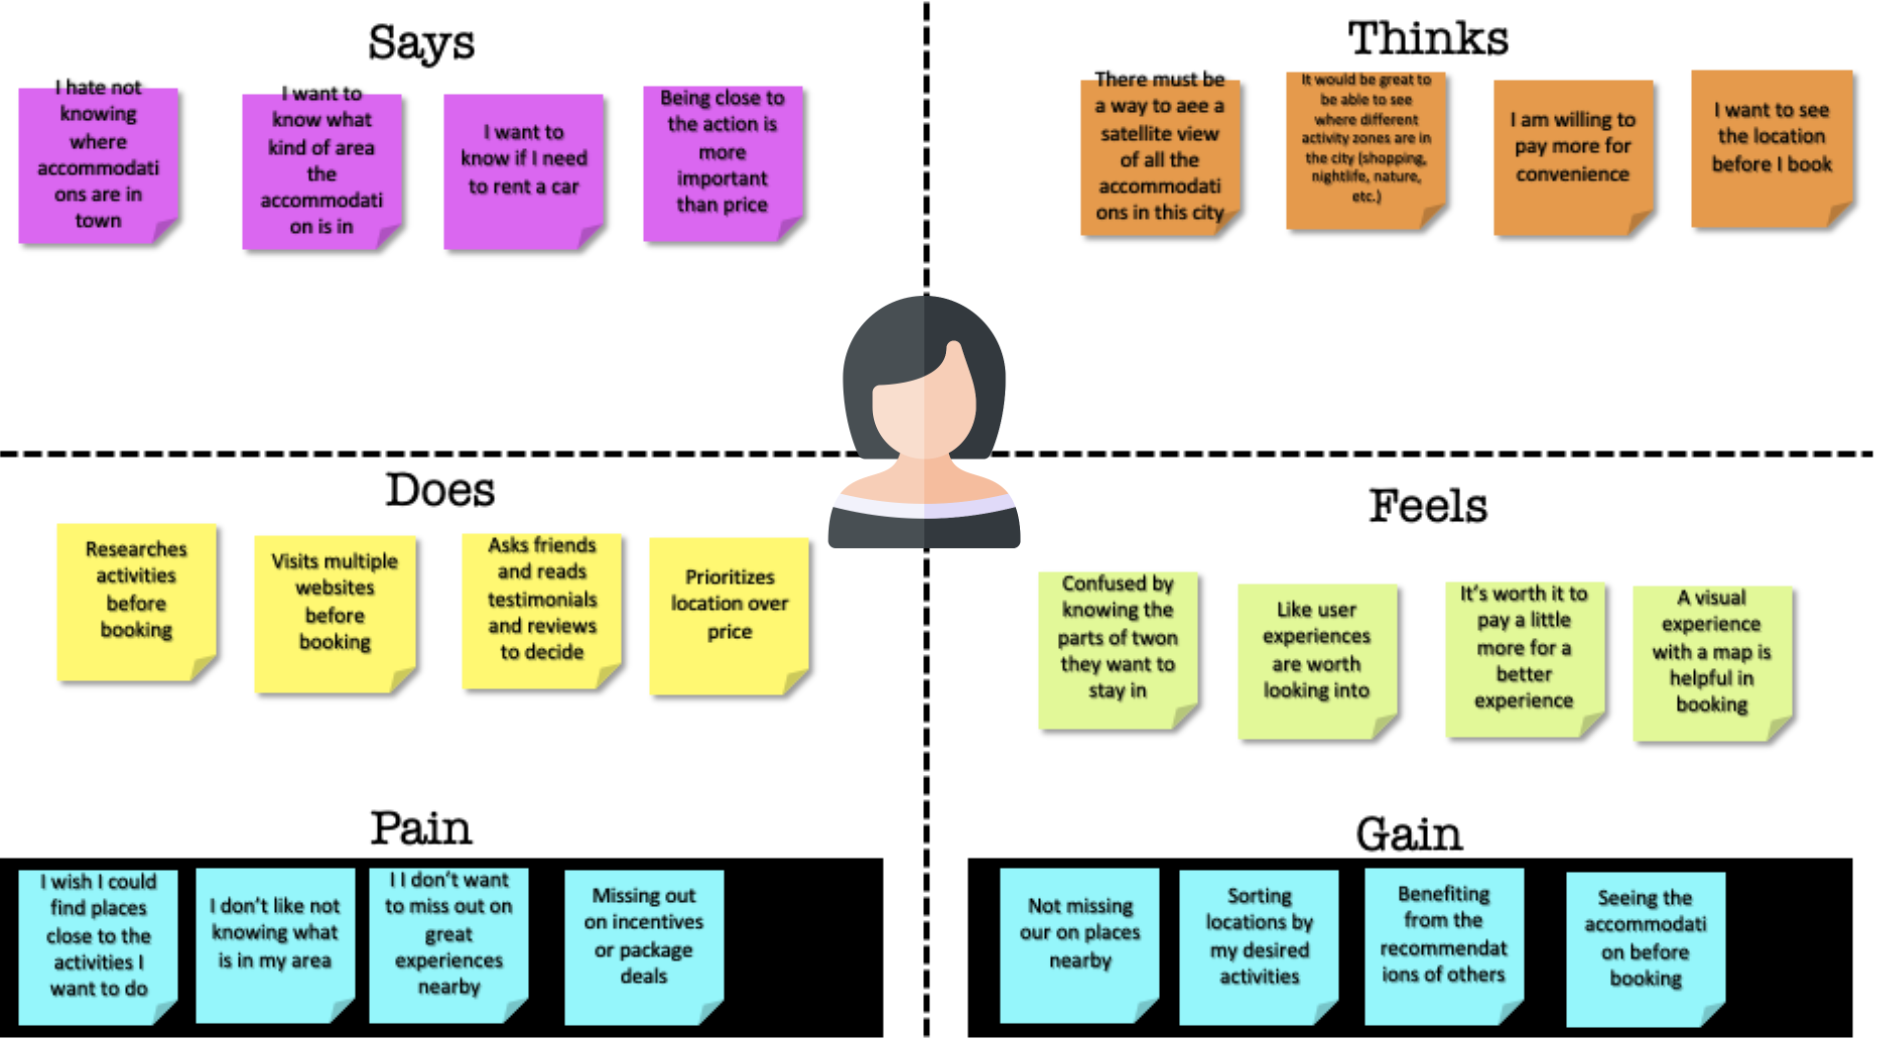 Says
I hate not
knowing
where
accommodati
ons are in
town
I want to
know what
kind of area
the
accommodati
on is in
I want to
know if I need
to rent a car
Being close to
the action is
more
important
than price
Thinks
There must be
a way to aee a
satellite view
of all the
accommodati
ons in this city
It would be great to
be able to see
where different
activity zones are in
the city (shopping,
nightlife, nature,
etc.)
I am willing to
pay more for
convenience
I want to see
the location
before I book
Does
Researches
activities
before
booking
Visits multiple
websites
before
booking
Asks friends
and reads
testimonials
and reviews
to decide
Prioritizes
location over
price
Feels
Confused by
knowing the
parts of twon
they want to
stay in
Like user
experiences
are worth
looking into
It's worth it to
pay a little
more for a
better
experience
A visual
experience
with a map is
helpful in
booking
Pain
I wish I could
find places
close to the
activities I
want to do
I don't like not
knowing what
is in my area
I I don't want
to miss out on
great
experiences
nearby
Missing out
on incentives
or package
deals
Gain
Not missing
our on places
nearby
Sorting
locations by
my desired
activities
Benefiting
from the
recommendat
ions of others
Seeing the
accommodati
on before
booking